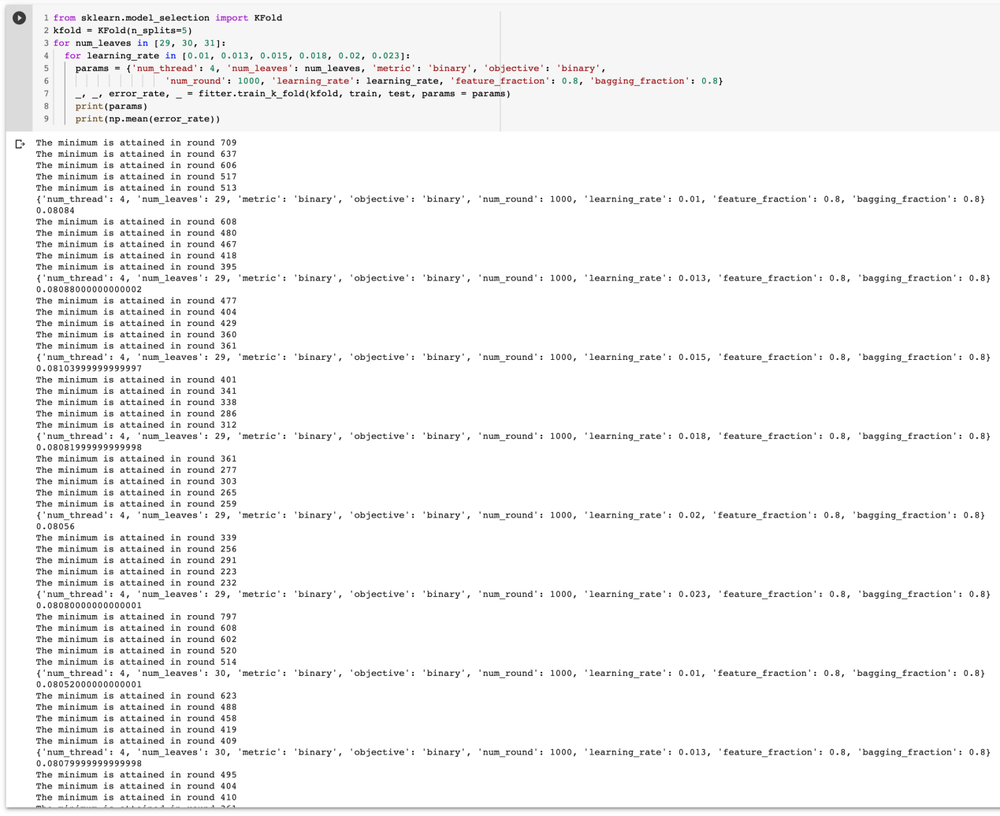 1 from sklearn.model_selection import KFold
2 kfold = KFold(n_splits=5)
3 for num_leaves in [29, 30, 31]:
4   for learning_rate in [0.01, 0.013, 0.015, 0.018, 0.02, 0.023]:
5     params = {'num_thread': 4, 'num_leaves': num_leaves, 'metric': 'binary', 'objective': 'binary',
6               'num_round': 1000, 'learning_rate': learning_rate, 'feature_fraction': 0.8, 'bagging_fraction': 0.8}
7     _, _, error_rate, _ = fitter.train_k_fold(kfold, train, test, params = params)
8     print(params)
9     print(np.mean(error_rate))
The minimum is attained in round 709
The minimum is attained in round 637
The minimum is attained in round 606
The minimum is attained in round 517
The minimum is attained in round 513
{'num_thread': 4, 'num_leaves': 29, 'metric': 'binary', 'objective': 'binary', 'num_round': 1000, 'learning_rate': 0.01, 'feature_fraction': 0.8, 'bagging_fraction': 0.8}
0.08084
The minimum is attained in round 608
The minimum is attained in round 480
The minimum is attained in round 467
The minimum is attained in round 418
The minimum is attained in round 395
{'num_thread': 4, 'num_leaves': 29, 'metric': 'binary', 'objective': 'binary', 'num_round': 1000, 'learning_rate': 0.013, 'feature_fraction': 0.8, 'bagging_fraction': 0.8}
0.08088000000000002
The minimum is attained in round 477
The minimum is attained in round 404
The minimum is attained in round 429
The minimum is attained in round 360
The minimum is attained in round 361
{'num_thread': 4, 'num_leaves': 29, 'metric': 'binary', 'objective': 'binary', 'num_round': 1000, 'learning_rate': 0.015, 'feature_fraction': 0.8, 'bagging_fraction': 0.8}
0.08103999999999997
The minimum is attained in round 401
The minimum is attained in round 341
The minimum is attained in round 338
The minimum is attained in round 286
The minimum is attained in round 312
{'num_thread': 4, 'num_leaves': 29, 'metric': 'binary', 'objective': 'binary', 'num_round': 1000, 'learning_rate': 0.018, 'feature_fraction': 0.8, 'bagging_fraction': 0.8}
0.08081999999999998
The minimum is attained in round 361
The minimum is attained in round 277
The minimum is attained in round 303
The minimum is attained in round 265
The minimum is attained in round 259
{'num_thread': 4, 'num_leaves': 29, 'metric': 'binary', 'objective': 'binary', 'num_round': 1000, 'learning_rate': 0.02, 'feature_fraction': 0.8, 'bagging_fraction': 0.8}
0.08056
The minimum is attained in round 339
The minimum is attained in round 256
The minimum is attained in round 291
The minimum is attained in round 223
The minimum is attained in round 232
{'num_thread': 4, 'num_leaves': 29, 'metric': 'binary', 'objective': 'binary', 'num_round': 1000, 'learning_rate': 0.023, 'feature_fraction': 0.8, 'bagging_fraction': 0.8}
0.08080000000000001
The minimum is attained in round 797
The minimum is attained in round 608
The minimum is attained in round 602
The minimum is attained in round 520
The minimum is attained in round 514
{'num_thread': 4, 'num_leaves': 30, 'metric': 'binary', 'objective': 'binary', 'num_round': 1000, 'learning_rate': 0.01, 'feature_fraction': 0.8, 'bagging_fraction': 0.8}
0.08052000000000001
The minimum is attained in round 623
The minimum is attained in round 488
The minimum is attained in round 458
The minimum is attained in round 419
The minimum is attained in round 409
{'num_thread': 4, 'num_leaves': 30, 'metric': 'binary', 'objective': 'binary', 'num_round': 1000, 'learning_rate': 0.013, 'feature_fraction': 0.8, 'bagging_fraction': 0.8}
0.08079999999999998
The minimum is attained in round 495
The minimum is attained in round 404
The minimum is attained in round 410